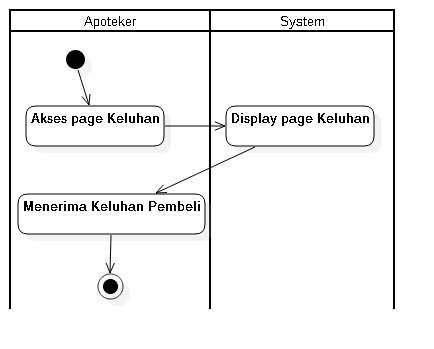 Apoteker
System
Akses page Keluhan
Display page Keluhan
Menerima Keluhan Pembeli